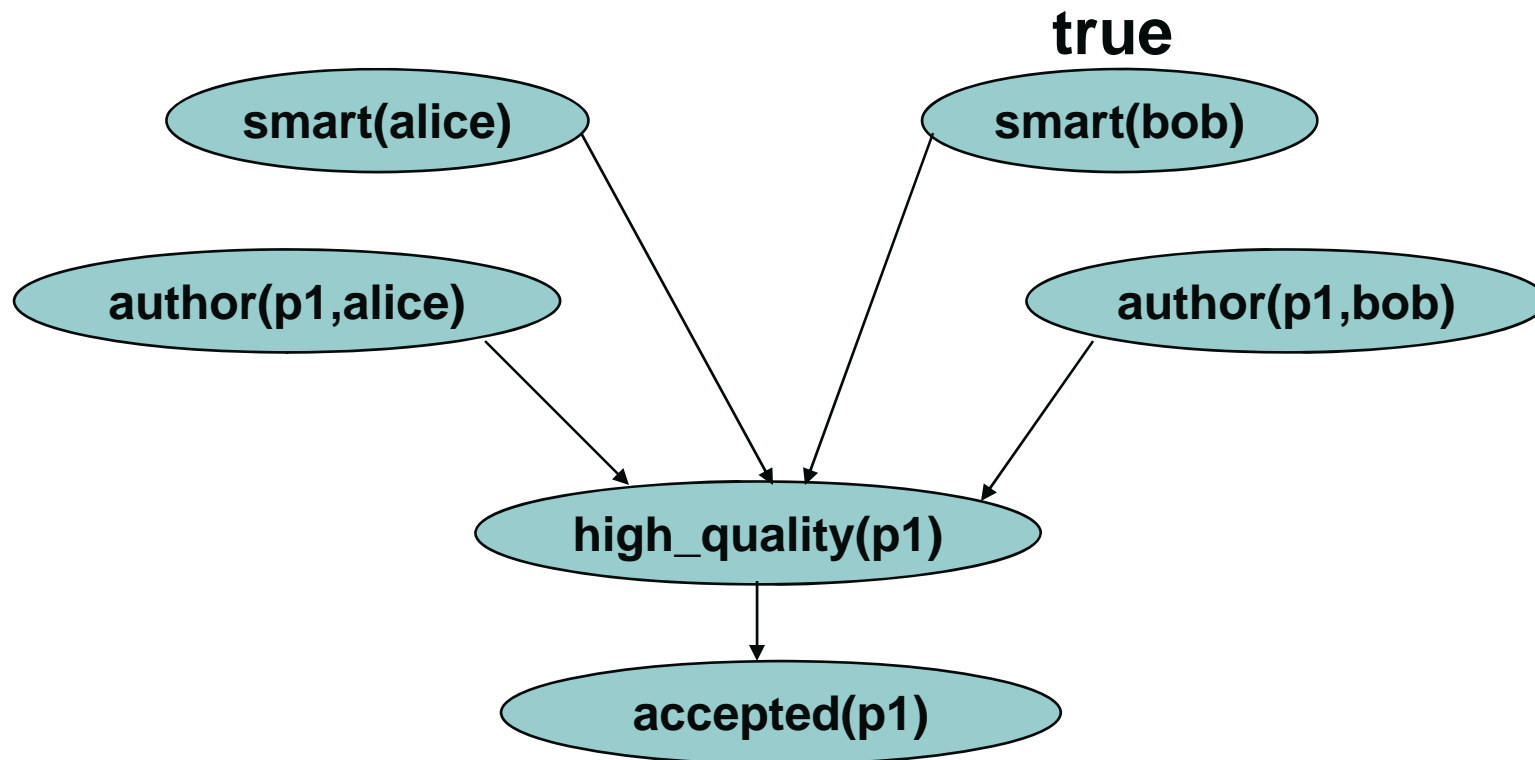 true
smart(alice)
smart(bob)
author(p1,alice)
author(p1,bob)
high_quality(p1)
accepted(p1)